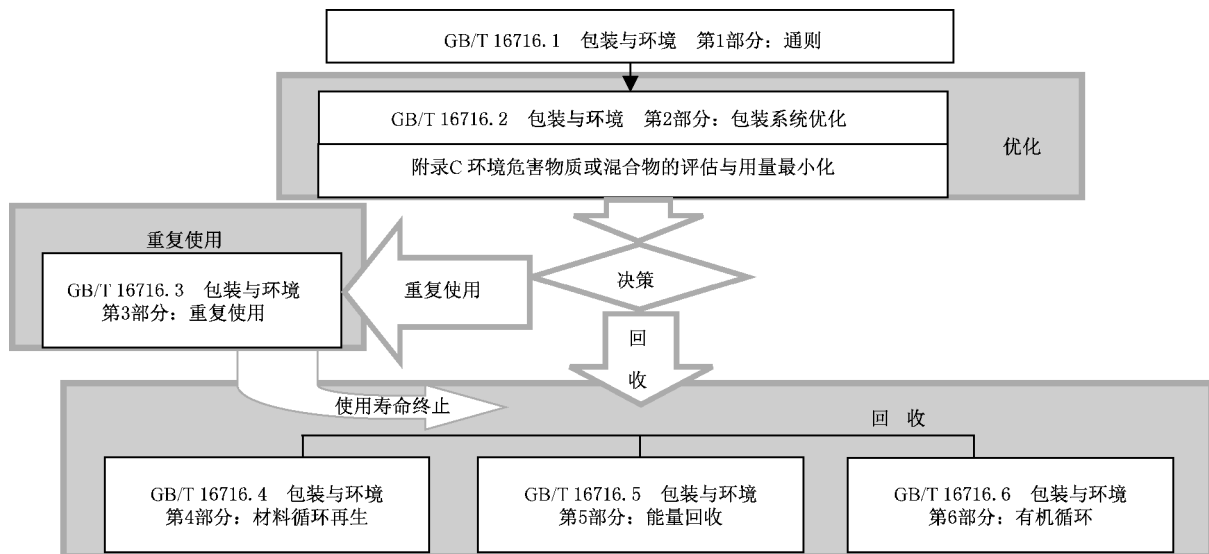 GB/T 16716.1 包装与环境 第1部分：通则
GB/T 16716.2 包装与环境 第2部分：包装系统优化
附录C 环境危害物质或混合物的评估与用量最小化
优化
决策
重复使用
重复使用
GB/T 16716.3 包装与环境
第3部分：重复使用
回
收
使用寿命终止
回 收
GB/T 16716.4 包装与环境
第4部分：材料循环再生
GB/T 16716.5 包装与环境
第5部分：能量回收
GB/T 16716.6 包装与环境
第6部分：有机循环